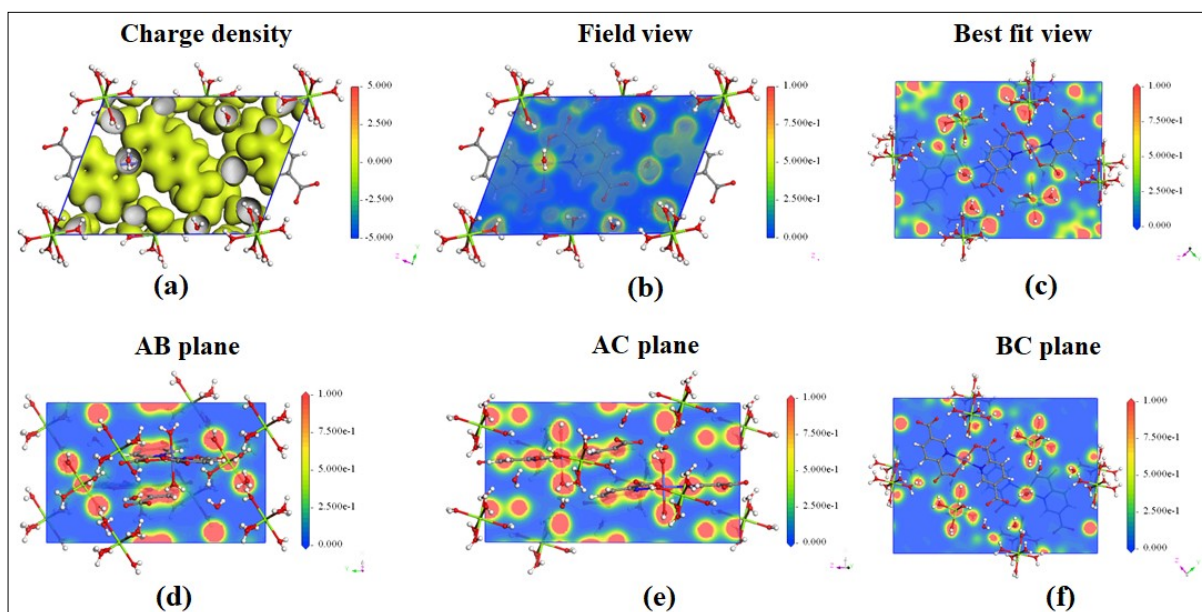 Charge density
Field view
Best fit view
5.000
2.500
0.000
-2.500
-5.000
1.000
7.500e-1
5.000e-1
2.500e-1
0.000
1.000
7.500e-1
5.000e-1
2.500e-1
0.000
(a)
(b)
(c)
AB plane
AC plane
BC plane
1.000
7.500e-1
5.000e-1
2.500e-1
0.000
1.000
7.500e-1
5.000e-1
2.500e-1
0.000
1.000
7.500e-1
5.000e-1
2.500e-1
0.000
(d)
(e)
(f)